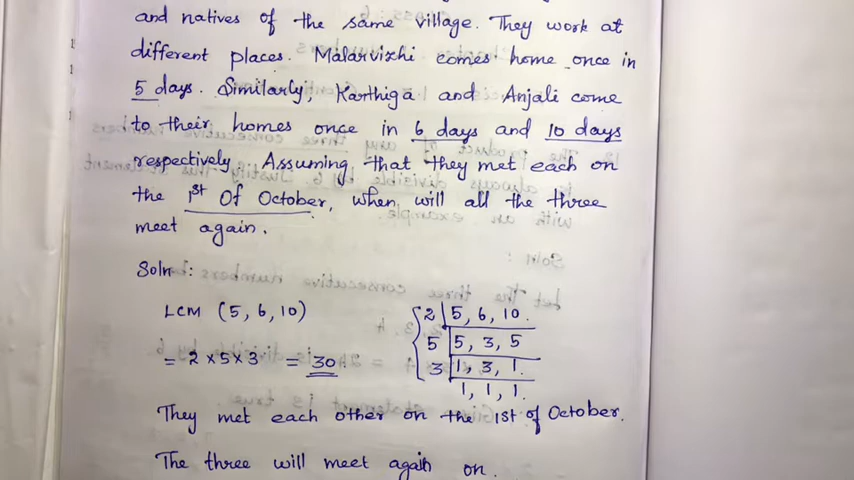 and natives of the same village. They work at
different places. Malarvizhi comes home once in
5 days. Similarly, Karthiga and Anjali come
to their homes once in 6 days and 10 days
respectively. Assuming that they met each on
the 1st Of October, when will all the three
meet again.
Soln:
LCM (5, 6, 10)
= 2 x 5 x 3 = 30
2 5, 6, 10.
5 5, 3, 5
3 1, 3, 1.
1, 1, 1.
They met each other on the 1st of October.
The three will meet again on.